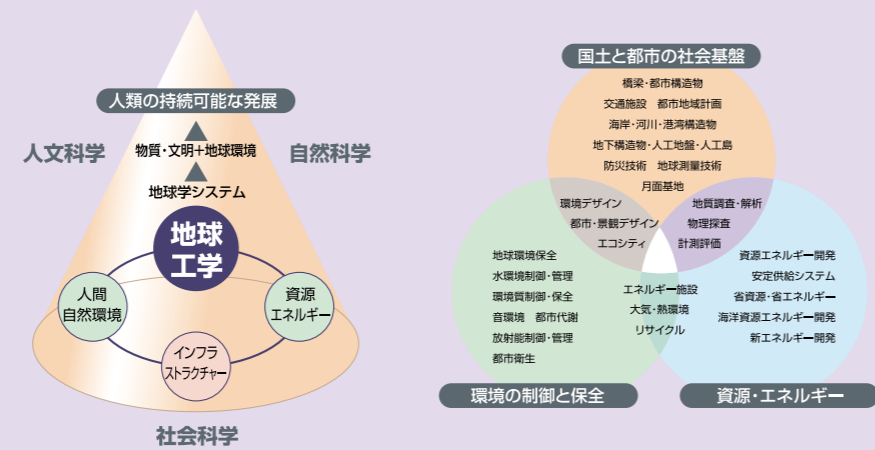 人類の持続可能な発展
人文科学
物質・文明+地球環境
自然科学
地球学システム
地球
工学
人間
自然環境
資源
エネルギー
インフラ
ストラクチャー
社会科学
国土と都市の社会基盤
橋梁・都市構造物
交通施設 都市地域計画
海岸・河川・港湾構造物
地下構造物・人工地盤・人工島
防災技術 地球測量技術
月面基地
環境デザイン
都市・景観デザイン
エコシティ
地質調査・解析
物理探査
計測評価
地球環境保全
水環境制御・管理
環境質制御・保全
音環境 都市代謝
放射能制御・管理
都市衛生
エネルギー施設
大気・熱環境
リサイクル
資源エネルギー開発
安定供給システム
省資源・省エネルギー
海洋資源エネルギー開発
新エネルギー開発
環境の制御と保全
資源・エネルギー